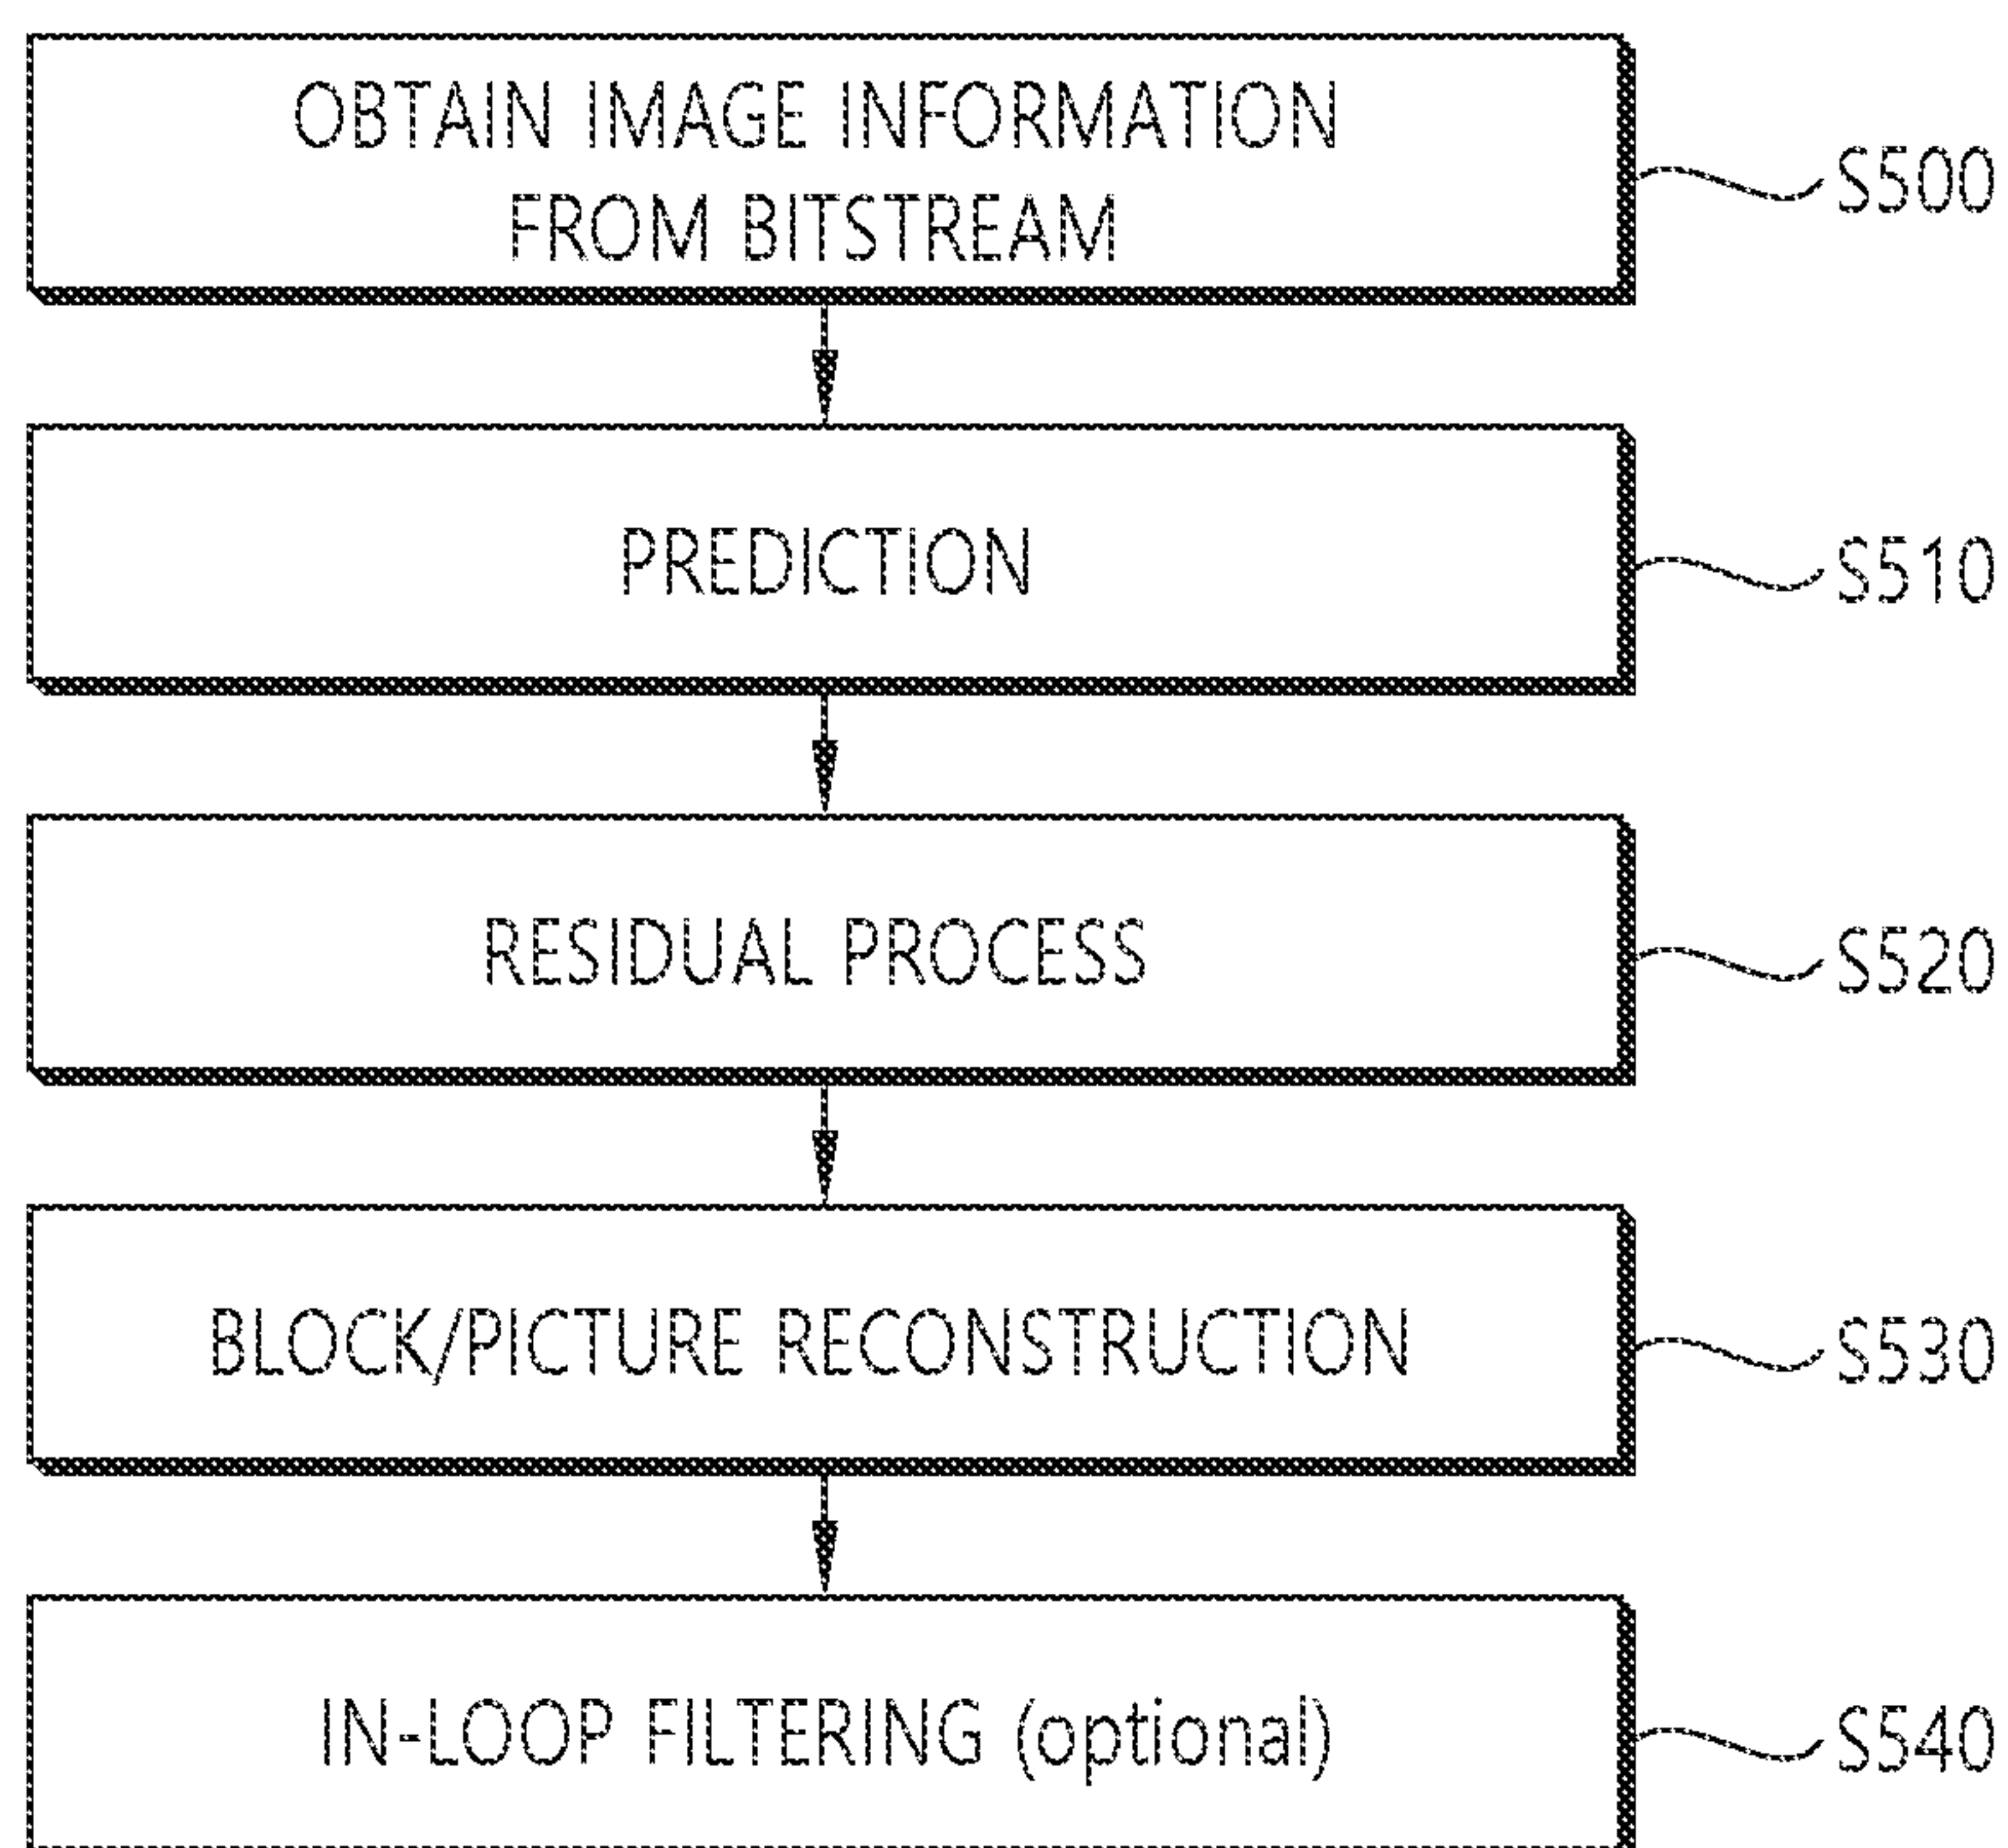 OBTAIN IMAGE INFORMATION
FROM BITSTREAM
S500
PREDICTION
S510
RESIDUAL PROCESS
S520
BLOCK/PICTURE RECONSTRUCTION
S530
IN-LOOP FILTERING (optional)
S540